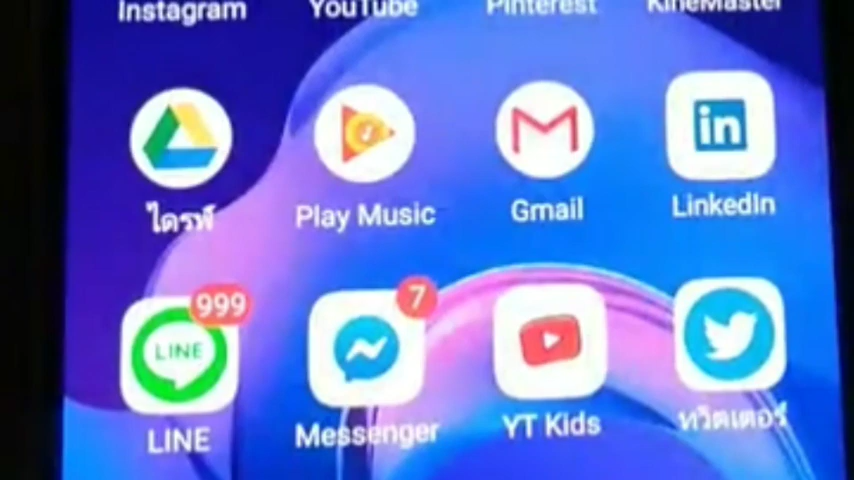 Instagram YouTube Pinterest KineMaster
ไดรฟ์ Play Music Gmail LinkedIn
in
999 7
LINE
LINE Messenger YT Kids ทวิตเตอร์